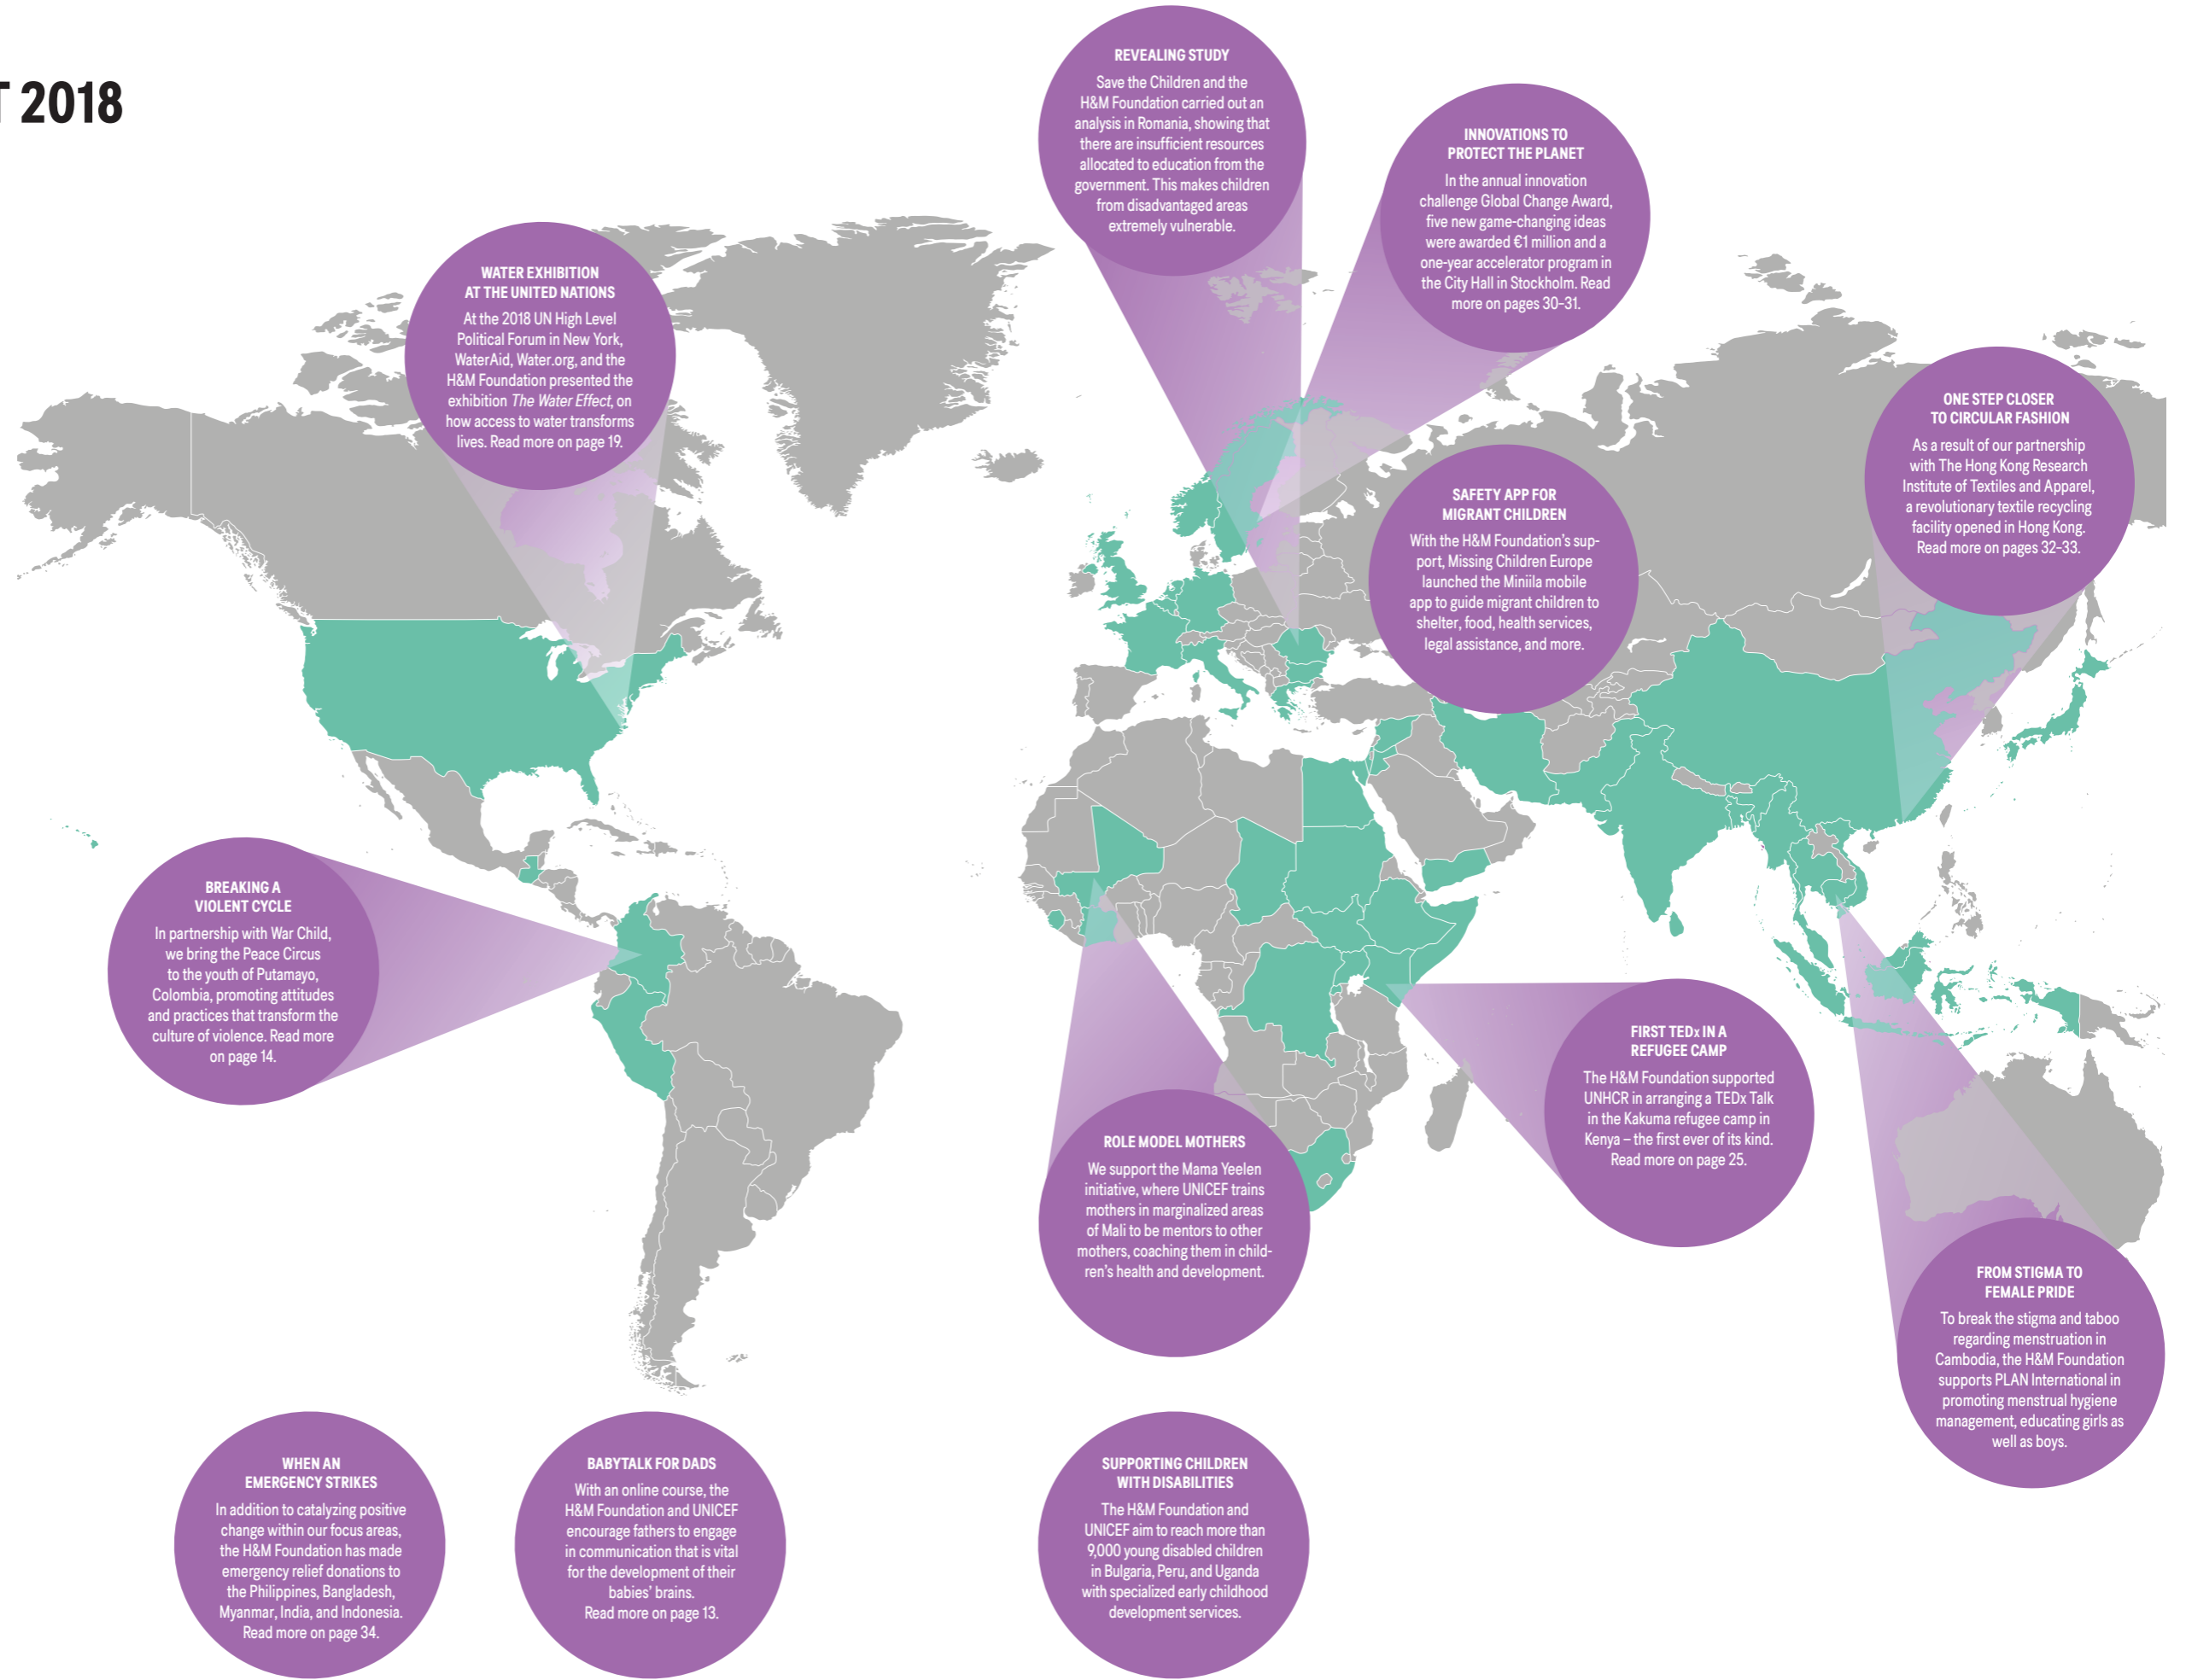 T 2018
REVEALING STUDY
Save the Children and the
H&M Foundation carried out an
analysis in Romania, showing that
there are insufficient resources
allocated to education from the
government. This makes children
from disadvantaged areas
extremely vulnerable.
INNOVATIONS TO
PROTECT THE PLANET
In the annual innovation
challenge Global Change Award,
five new game-changing ideas
were awarded €1 million and a
one-year accelerator program in
the City Hall in Stockholm. Read
more on pages 30–31.
WATER EXHIBITION
AT THE UNITED NATIONS
At the 2018 UN High Level
Political Forum in New York,
WaterAid, Water.org, and the
H&M Foundation presented the
exhibition The Water Effect, on
how access to water transforms
lives. Read more on page 19.
ONE STEP CLOSER
TO CIRCULAR FASHION
As a result of our partnership
with The Hong Kong Research
Institute of Textiles and Apparel,
a revolutionary textile recycling
facility opened in Hong Kong.
Read more on pages 32–33.
SAFETY APP FOR
MIGRANT CHILDREN
With the H&M Foundation's sup-
port, Missing Children Europe
launched the Miniila mobile
app to guide migrant children to
shelter, food, health services,
legal assistance, and more.
BREAKING A
VIOLENT CYCLE
In partnership with War Child,
we bring the Peace Circus
to the youth of Putamayo,
Colombia, promoting attitudes
and practices that transform the
culture of violence. Read more
on page 14.
FIRST TEDx IN A
REFUGEE CAMP
The H&M Foundation supported
UNHCR in arranging a TEDx Talk
in the Kakuma refugee camp in
Kenya – the first ever of its kind.
Read more on page 25.
ROLE MODEL MOTHERS
We support the Mama Yeelen
initiative, where UNICEF trains
mothers in marginalized areas
of Mali to be mentors to other
mothers, coaching them in child-
ren's health and development.
FROM STIGMA TO
FEMALE PRIDE
To break the stigma and taboo
regarding menstruation in
Cambodia, the H&M Foundation
supports PLAN International in
promoting menstrual hygiene
management, educating girls as
well as boys.
WHEN AN
EMERGENCY STRIKES
In addition to catalyzing positive
change within our focus areas,
the H&M Foundation has made
emergency relief donations to
the Philippines, Bangladesh,
Myanmar, India, and Indonesia.
Read more on page 34.
BABYTALK FOR DADS
With an online course, the
H&M Foundation and UNICEF
encourage fathers to engage
in communication that is vital
for the development of their
babies' brains.
Read more on page 13.
SUPPORTING CHILDREN
WITH DISABILITIES
The H&M Foundation and
UNICEF aim to reach more than
9,000 young disabled children
in Bulgaria, Peru, and Uganda
with specialized early childhood
development services.